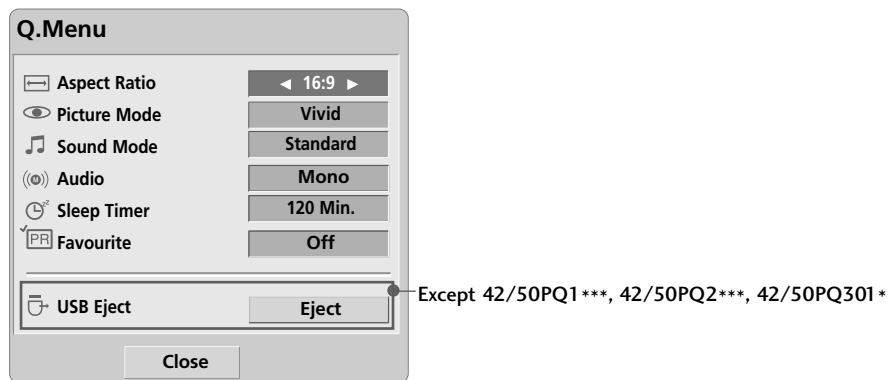 Q.Menu
Aspect Ratio ◄ 16:9 ►
Picture Mode Vivid
Sound Mode Standard
Audio Mono
Sleep Timer 120 Min.
PR Favourite Off
USB Eject Eject
Except 42/50PQ1***, 42/50PQ2***, 42/50PQ301*
Close